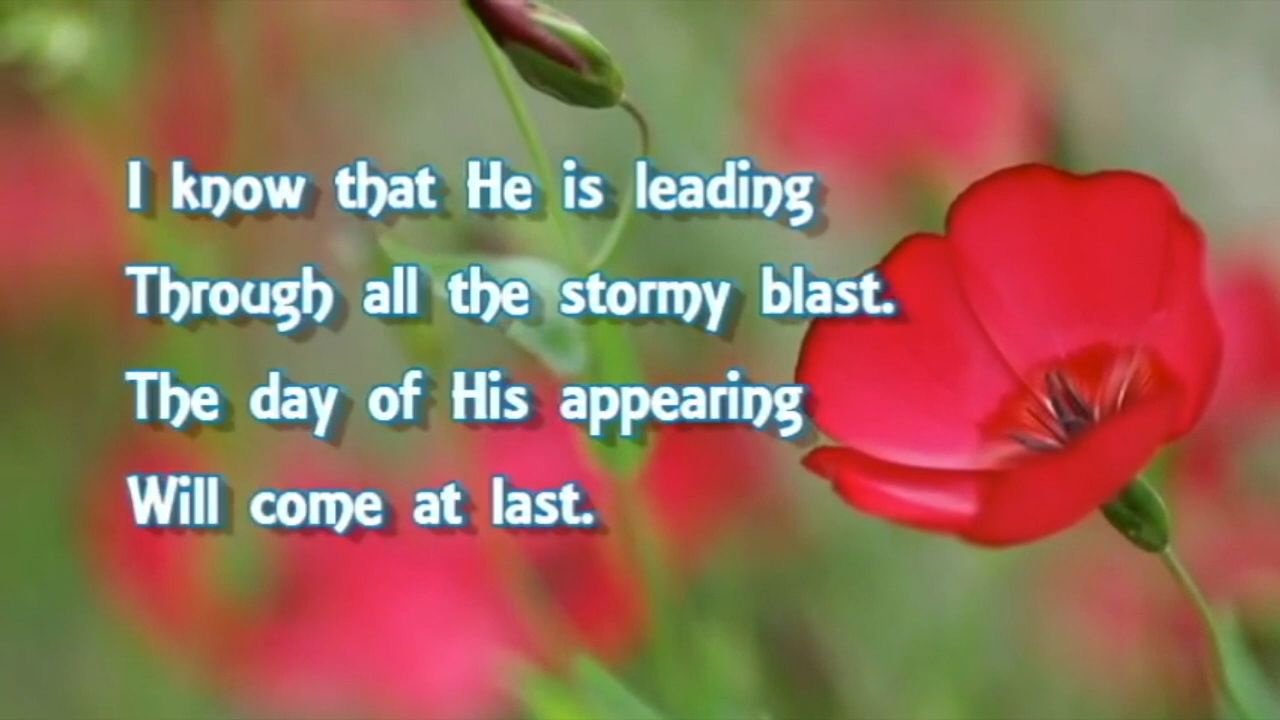 I know that He is leading
Through all the stormy blast.
The day of His appearing
Will come at last.